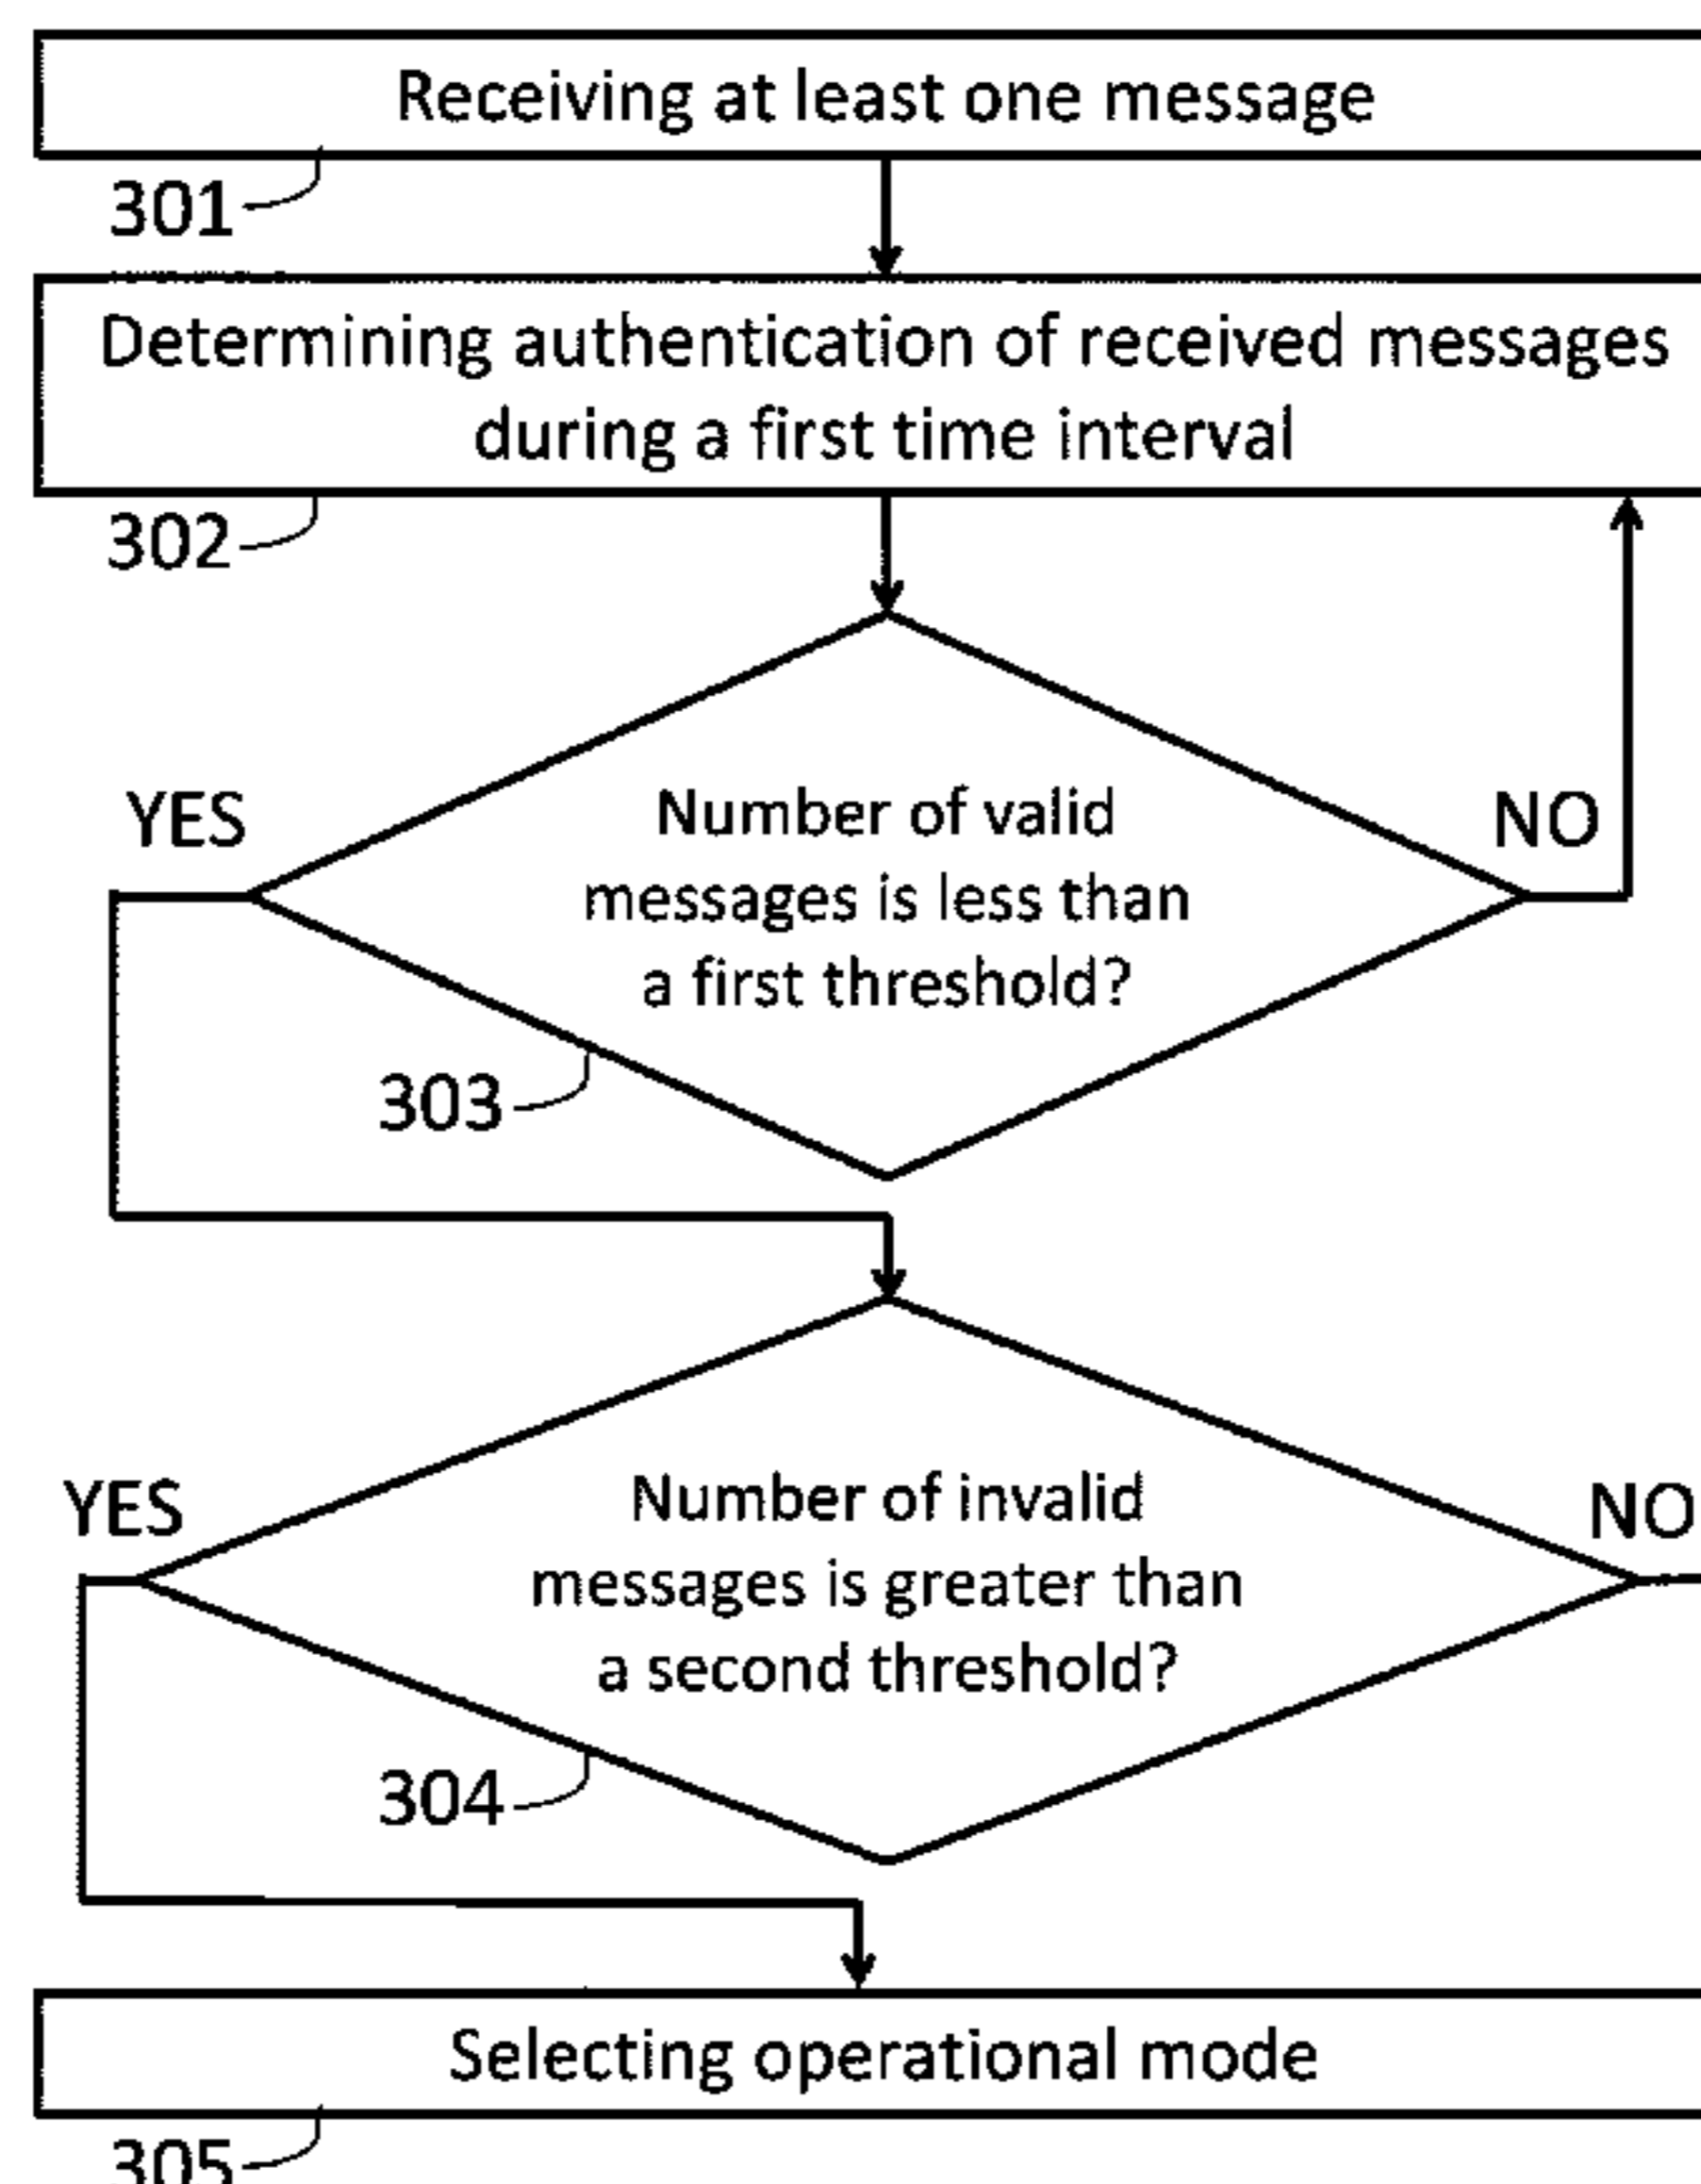 Receiving at least one message
301
Determining authentication of received messages
during a first time interval
302
YES
NO
Number of valid
messages is less than
a first threshold?
303
YES
NO
Number of invalid
messages is greater than
a second threshold?
304
Selecting operational mode
305